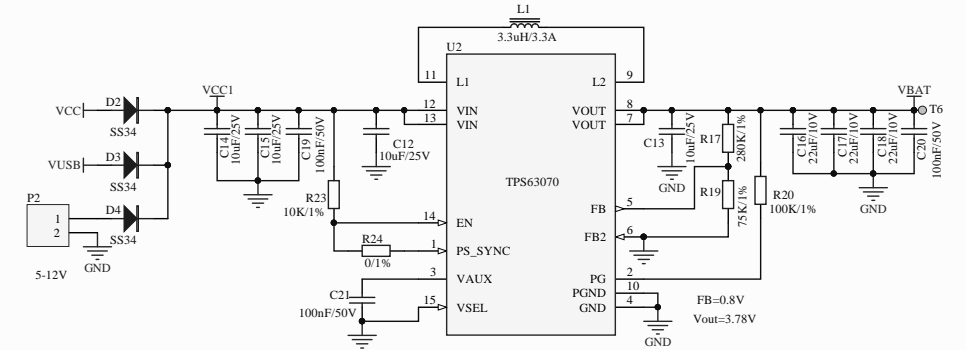 L1
3.3uH/3.3A
U2
11
L1
L2
9
VCC
D2
SS34
VCC1
12
VIN
13
VIN
VOUT
8
VOUT
7
VBAT
T6
C14
10uF/25V
C15
10uF/25V
C19
100nF/50V
C12
10uF/25V
C13
10uF/25V
GND
R17
280K/1%
C16
22uF/10V
C17
22uF/10V
C18
22uF/10V
C20
100nF/50V
GND
VUSB
D3
SS34
TPS63070
R23
10K/1%
R19
75K/1%
R20
100K/1%
P2
1
2
D4
SS34
GND
5-12V
14
EN
FB
5
R24
0/1%
1
PS_SYNC
FB2
6
3
VAUX
PG
2
PGND
10
C21
100nF/50V
15
VSEL
GND
4
GND
FB=0.8V
Vout=3.78V